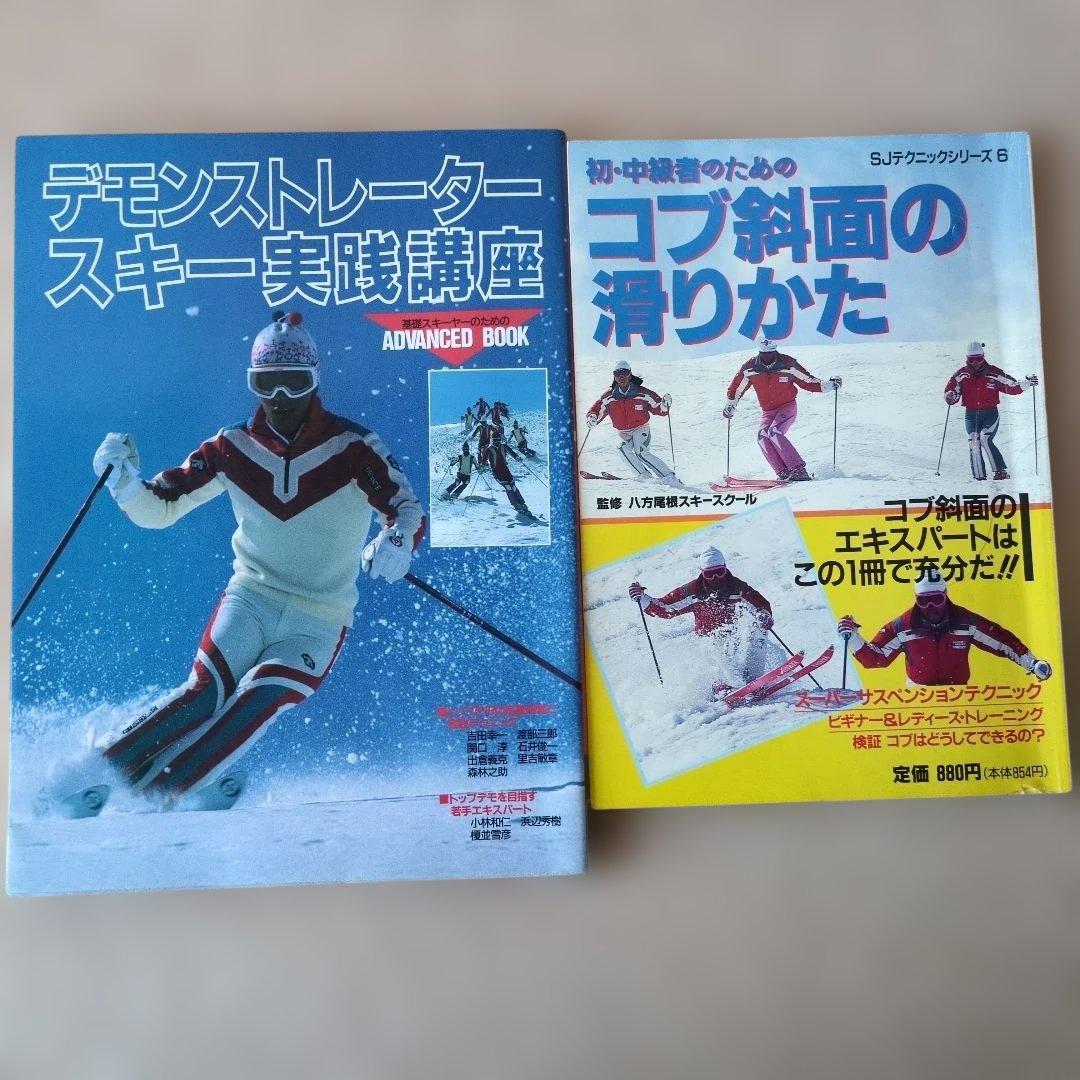 デモンストレーター
スキー実践講座
基礎スキーヤーのための
ADVANCED BOOK
吉田幸一 渡部三郎
関口 淳 石井俊一
出倉義克 里吉敏章
森林之助
■トップデモを目指す
若手エキスパート
小林和仁 浜辺秀樹
榎並雪彦
SJテクニックシリーズ6
初・中級者のための
コブ斜面の
滑りかた
監修 八方尾根スキースクール
コブ斜面の
エキスパートは
この1冊で充分だ!!
スーパーサスペンションテクニック
ビギナー&レディース・トレーニング
検証 コブはどうしてできるの?
定価 880円(本体854円)